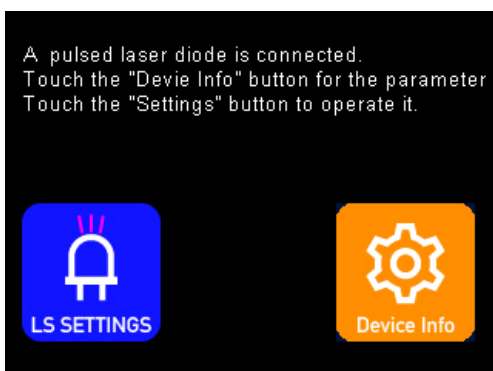 A pulsed laser diode is connected.
Touch the "Devie Info" button for the parameter
Touch the "Settings" button to operate it.
LS SETTINGS
Device Info